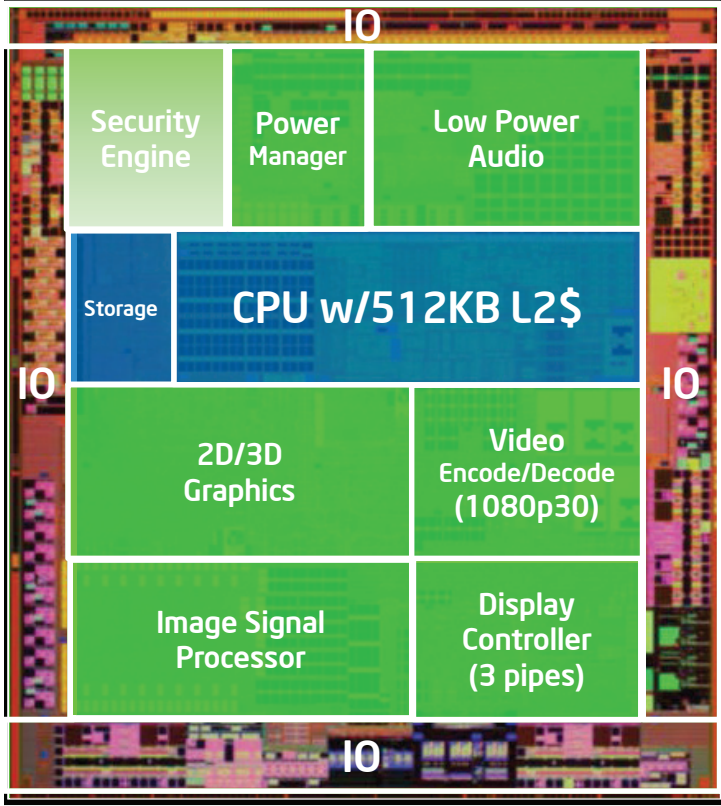 IO
Security
Engine
Power
Manager
Low Power
Audio
Storage
CPU w/512KB L2$
IO
IO
2D/3D
Graphics
Video
Encode/Decode
(1080p30)
Image Signal
Processor
Display
Controller
(3 pipes)
IO